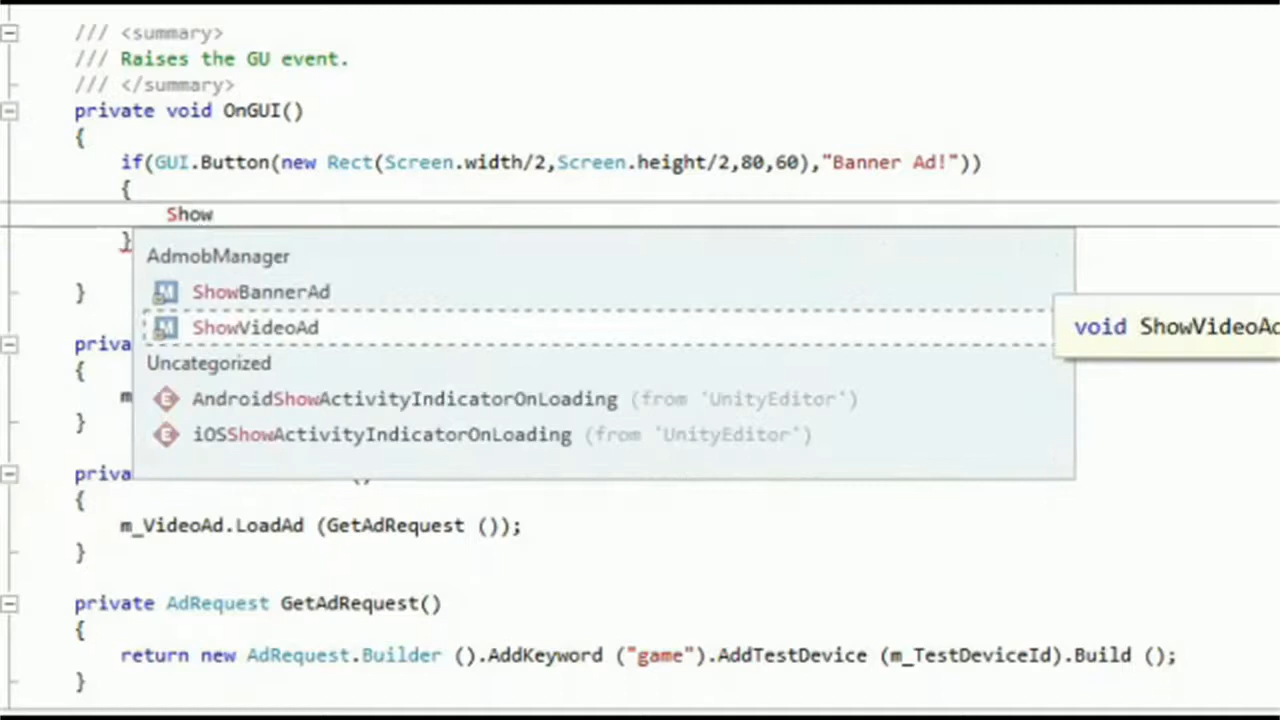 /// <summary>
/// Raises the GU event.
/// </summary>
private void OnGUI()
{
if(GUI.Button(new Rect(Screen.width/2,Screen.height/2,80,60),"Banner Ad!"))
{
Show
}
AdmobManager
ShowBannerAd
}
ShowVideoAd
void ShowVideoAd
priva
Uncategorized
{
AndroidShowActivityIndicatorOnLoading (from 'UnityEditor')
m
}
iOSShowActivityIndicatorOnLoading (from 'UnityEditor')
priva ()
{
m_VideoAd.LoadAd (GetAdRequest ());
}
private AdRequest GetAdRequest()
{
return new AdRequest.Builder ().AddKeyword ("game").AddTestDevice (m_TestDeviceId).Build ();
}